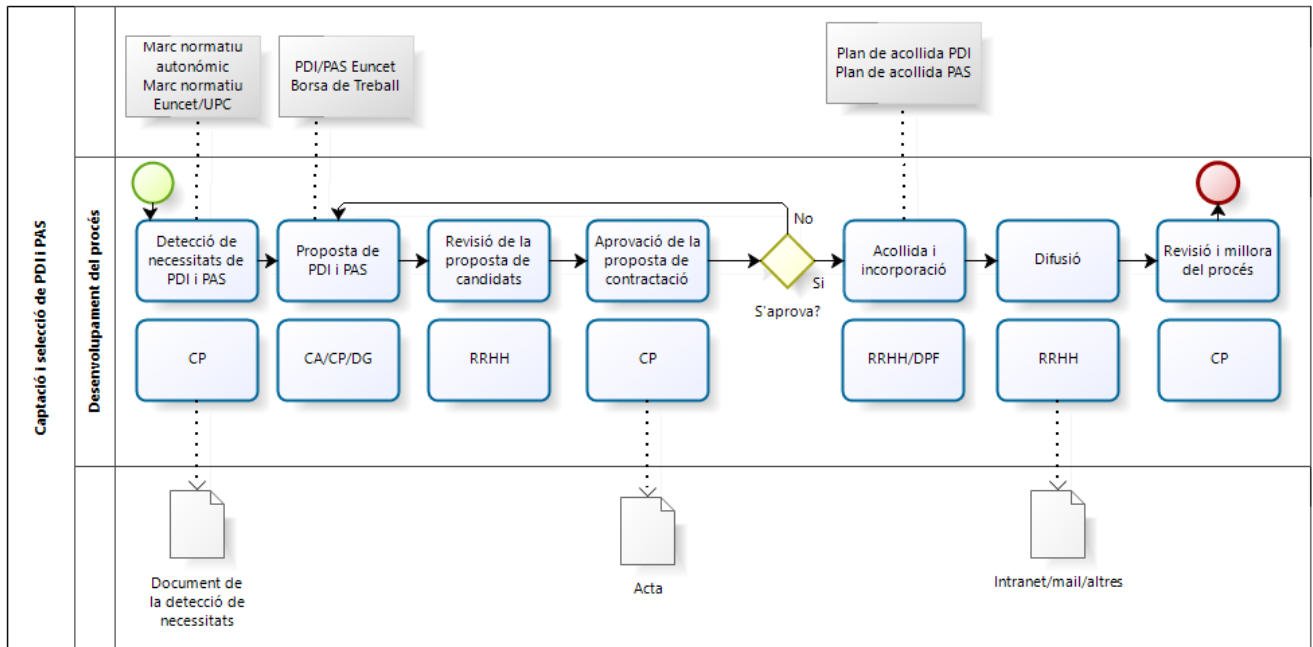 Captació i selecció de PDI i PAS
Desenvolupament del procés
Marc normatiu
autonómic
Marc normatiu
Euncet/UPC
PDI/PAS Euncet
Borsa de Treball
Plan de acollida PDI
Plan de acollida PAS
Detecció de
necessitats de
PDI i PAS
Proposta de
PDI i PAS
Revisió de la
proposta de
candidats
Aprovació de la
proposta de
contractació
No
Si
S'aprova?
Acollida i
incorporació
Difusió
Revisió i millora
del procés
CP
CA/CP/DG
RRHH
CP
RRHH/DPF
RRHH
CP
Document de
la detecció de
necessitats
Acta
Intranet/mail/altres